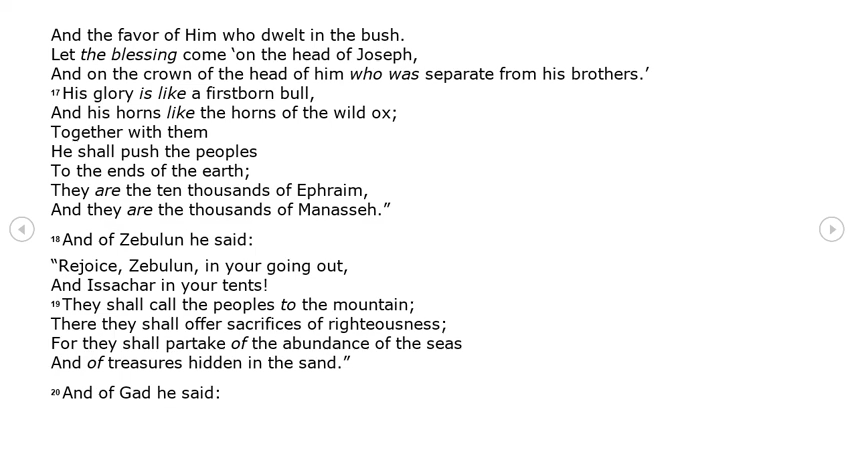 And the favor of Him who dwelt in the bush.
Let the blessing come ‘on the head of Joseph,
And on the crown of the head of him who was separate from his brothers.’
17 His glory is like a firstborn bull,
And his horns like the horns of the wild ox;
Together with them
He shall push the peoples
To the ends of the earth;
They are the ten thousands of Ephraim,
And they are the thousands of Manasseh.”
18 And of Zebulun he said:
“Rejoice, Zebulun, in your going out,
And Issachar in your tents!
19 They shall call the peoples to the mountain;
There they shall offer sacrifices of righteousness;
For they shall partake of the abundance of the seas
And of treasures hidden in the sand.”
20 And of Gad he said: